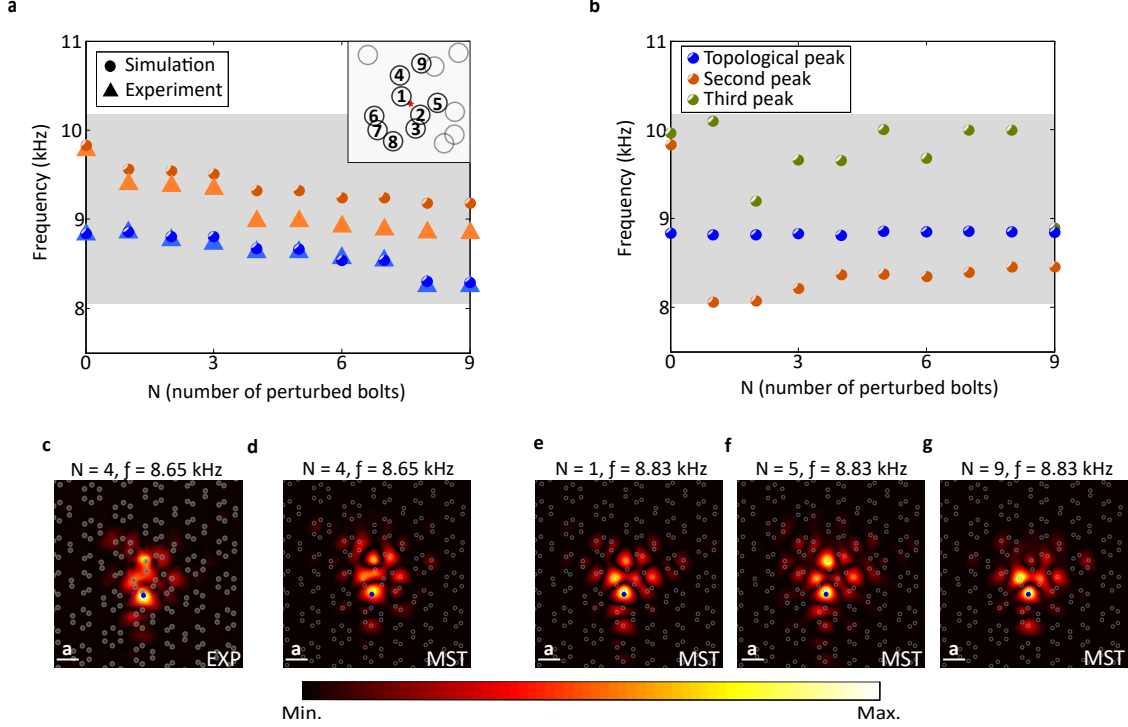 a
11
10
9
8
Frequency (kHz)
0
3
6
9
N (number of perturbed bolts)
Simulation
Experiment
9
4
1
5
2
6
3
7
8
b
11
10
9
8
Frequency (kHz)
0
3
6
9
N (number of perturbed bolts)
Topological peak
Second peak
Third peak
c
N = 4, ƒ = 8.65 kHz
a
EXP
d
N = 4, ƒ = 8.65 kHz
a
MST
e
N = 1, ƒ = 8.83 kHz
a
MST
f
N = 5, ƒ = 8.83 kHz
a
MST
g
N = 9, ƒ = 8.83 kHz
a
MST
Min.
Max.